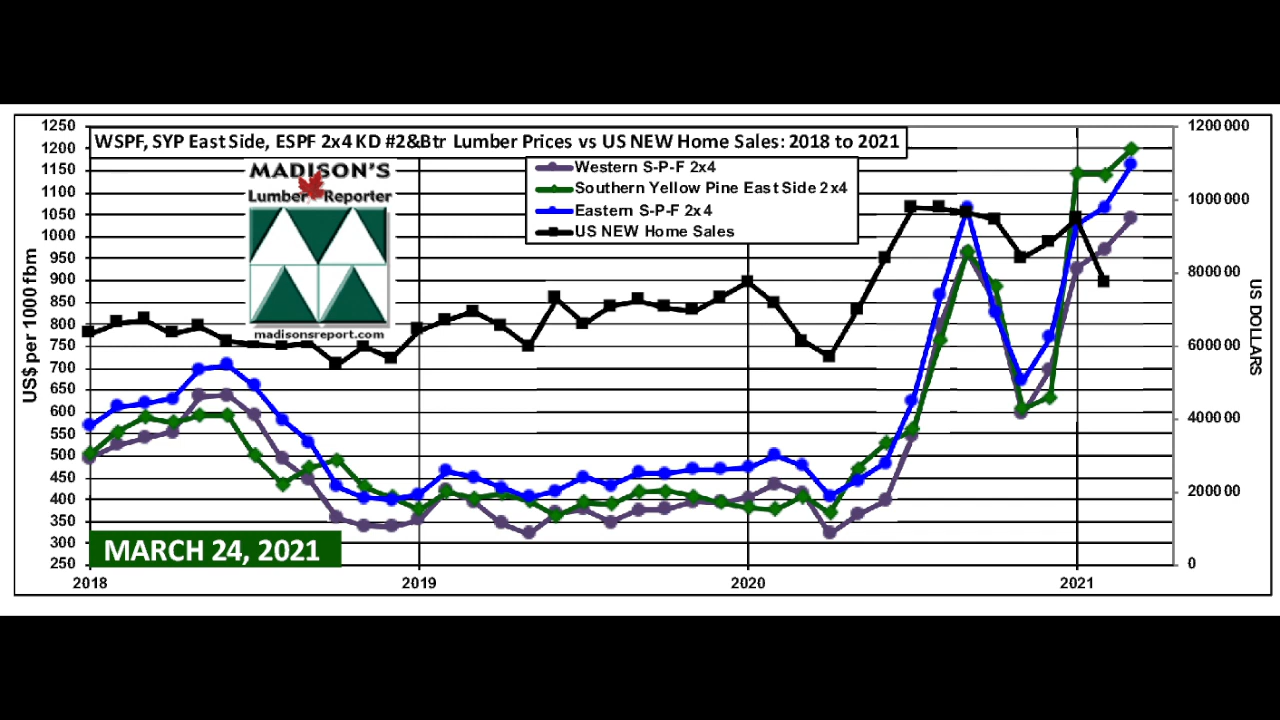 WSPF, SYP East Side, ESPF 2x4 KD #2&Btr Lumber Prices vs US NEW Home Sales: 2018 to 2021
MADISON'S
Lumber Reporter
madisonsreport.com
Western S-P-F 2x4
Southern Yellow Pine East Side 2x4
Eastern S-P-F 2x4
US NEW Home Sales
US$ per 1000 fbm
1250
1200
1150
1100
1050
1000
950
900
850
800
750
700
650
600
550
500
450
400
350
300
250
1200000
1000000
800000
600000
400000
200000
0
US DOLLARS
MARCH 24, 2021
2018
2019
2020
2021